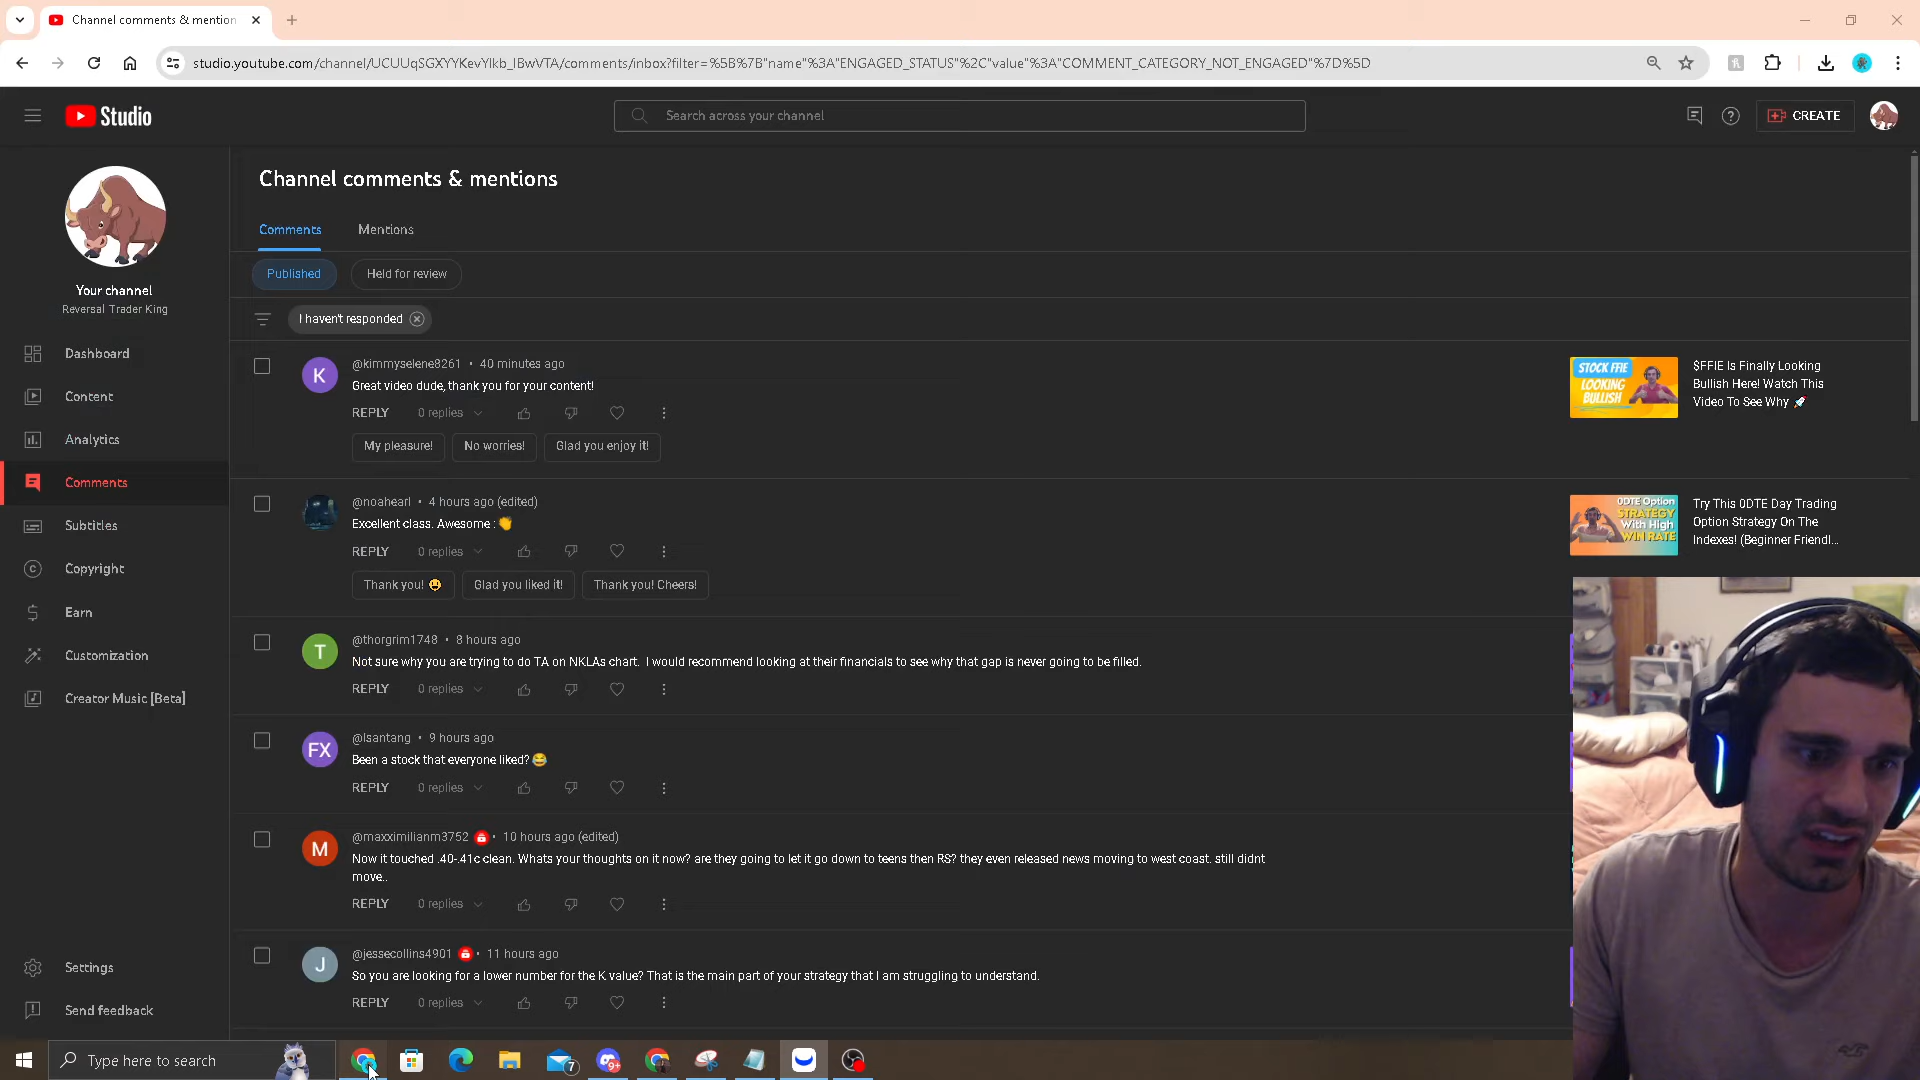 Channel comments & mention
studio.youtube.com/channel/UCUUqSGXYYKevYlkb_IBwVTA/comments/inbox?filter=%5B%7B"name"%3A"ENGAGED_STATUS"%2C"value"%3A"COMMENT_CATEGORY_NOT_ENGAGED"%7D%5D
Studio
Search across your channel
CREATE
Your channel
Reversal Trader King
Dashboard
Content
Analytics
Comments
Subtitles
Copyright
Earn
Customization
Creator Music [Beta]
Settings
Send feedback
Channel comments & mentions
Comments
Mentions
Published
Held for review
I haven't responded
K
@kimmyselene8261 • 40 minutes ago
Great video dude, thank you for your content!
REPLY 0 replies
My pleasure! No worries! Glad you enjoy it!
STOCK FFIE
LOOKING
BULLISH
$FFIE Is Finally Looking
Bullish Here! Watch This
Video To See Why 🚀
@noahearl • 4 hours ago (edited)
Excellent class. Awesome : 👏
REPLY 0 replies
Thank you! 😀 Glad you liked it! Thank you! Cheers!
0DTE Option
STRATEGY
With High
WIN RATE
Try This 0DTE Day Trading
Option Strategy On The
Indexes! (Beginner Friendl...
T
@thorgrim1748 • 8 hours ago
Not sure why you are trying to do TA on NKLAs chart. I would recommend looking at their financials to see why that gap is never going to be filled.
REPLY 0 replies
FX
@lsantang • 9 hours ago
Been a stock that everyone liked? 😂
REPLY 0 replies
M
@maxximilianm3752 • 10 hours ago (edited)
Now it touched .40-.41c clean. Whats your thoughts on it now? are they going to let it go down to teens then RS? they even released news moving to west coast. still didnt
move..
REPLY 0 replies
J
@jessecollins4901 • 11 hours ago
So you are looking for a lower number for the K value? That is the main part of your strategy that I am struggling to understand.
REPLY 0 replies
Type here to search
7
9+